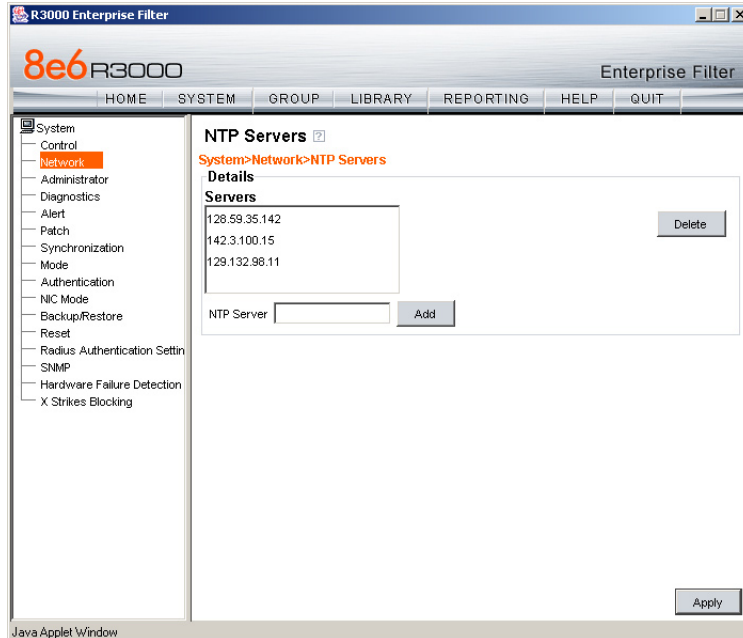 R3000 Enterprise Filter
8e6 R3000
Enterprise Filter
HOME SYSTEM GROUP LIBRARY REPORTING HELP QUIT
System
Control
Network
Administrator
Diagnostics
Alert
Patch
Synchronization
Mode
Authentication
NIC Mode
Backup/Restore
Reset
Radius Authentication Settin
SNMP
Hardware Failure Detection
X Strikes Blocking
NTP Servers ?
System>Network>NTP Servers
Details
Servers
128.59.35.142
142.3.100.15
129.132.98.11
Delete
NTP Server
Add
Apply
Java Applet Window